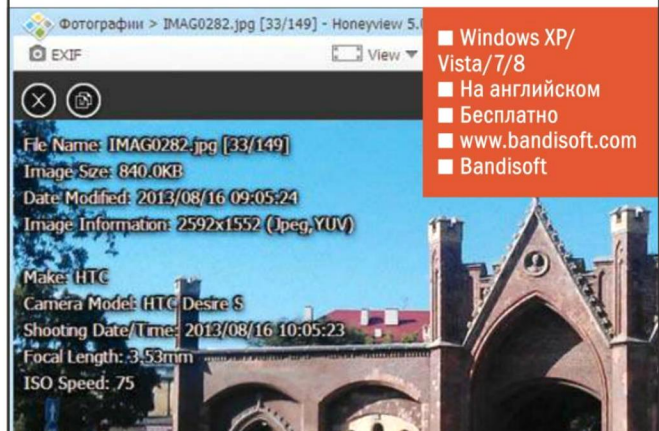 Фотографии > IMAG0282.jpg [33/149] - Honeyview 5.
EXIF
View
File Name: IMAG0282.jpg [33/149]
Image Size: 840.0KB
Date Modified: 2013/08/16 09:05:24
Image Information: 2592x1552 (Jpeg,YUV)
Make: HTC
Camera Model: HTC Desire S
Shooting Date/Time: 2013/08/16 10:05:23
Focal Length: 3.53mm
ISO Speed: 75
■ Windows XP/
Vista/7/8
■ На английском
■ Бесплатно
■ www.bandisoft.com
■ Bandisoft